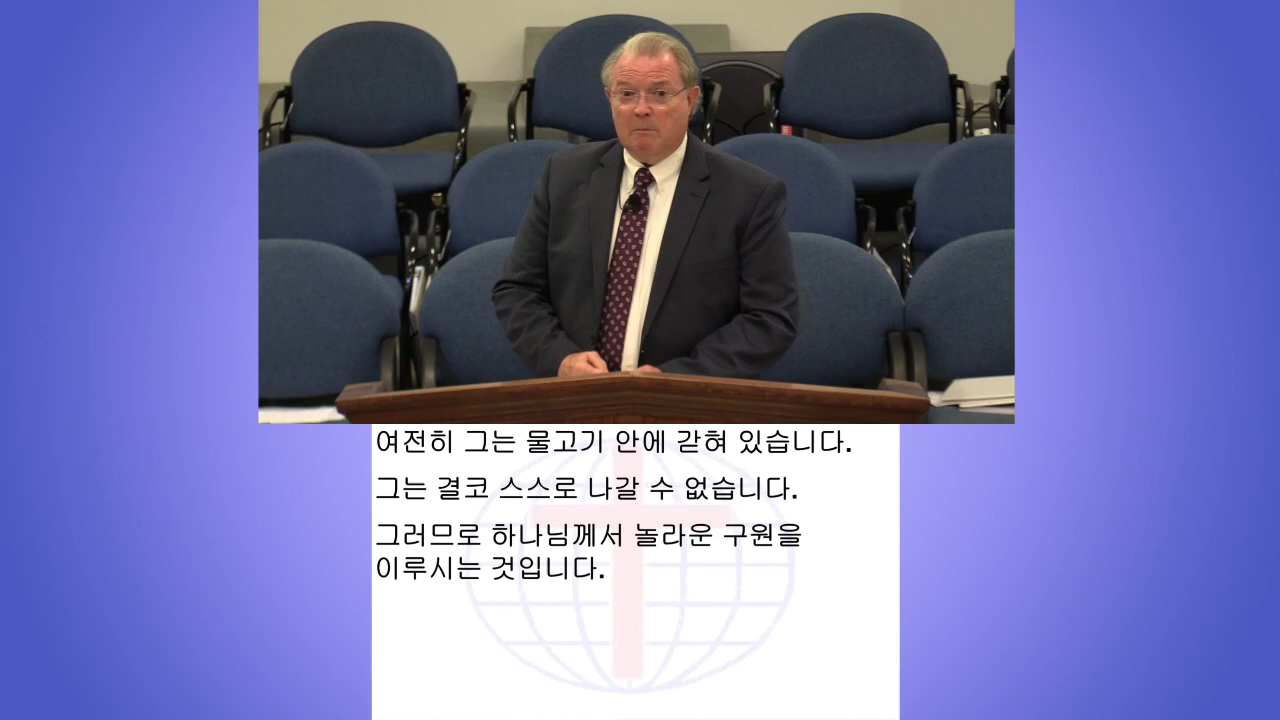 여전히 그는 물고기 안에 갇혀 있습니다.
그는 결코 스스로 나갈 수 없습니다.
그러므로 하나님께서 놀라운 구원을
이루시는 것입니다.